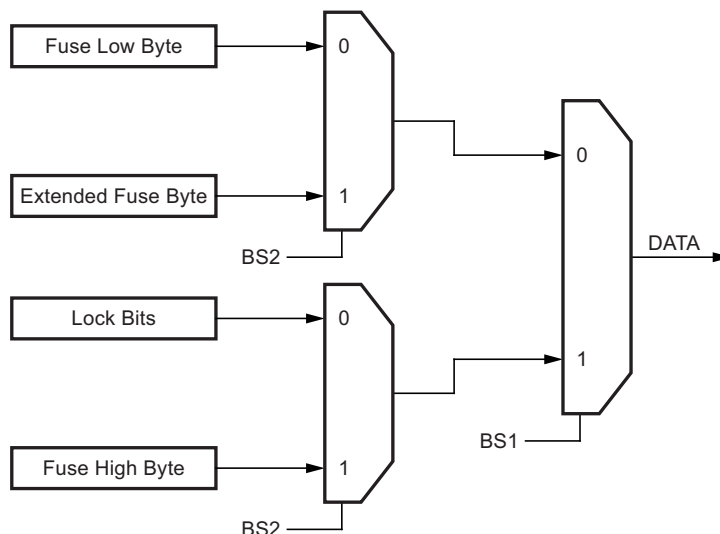 Fuse Low Byte
0
Extended Fuse Byte
1
BS2
0
DATA
Lock Bits
0
1
Fuse High Byte
1
BS1
BS2